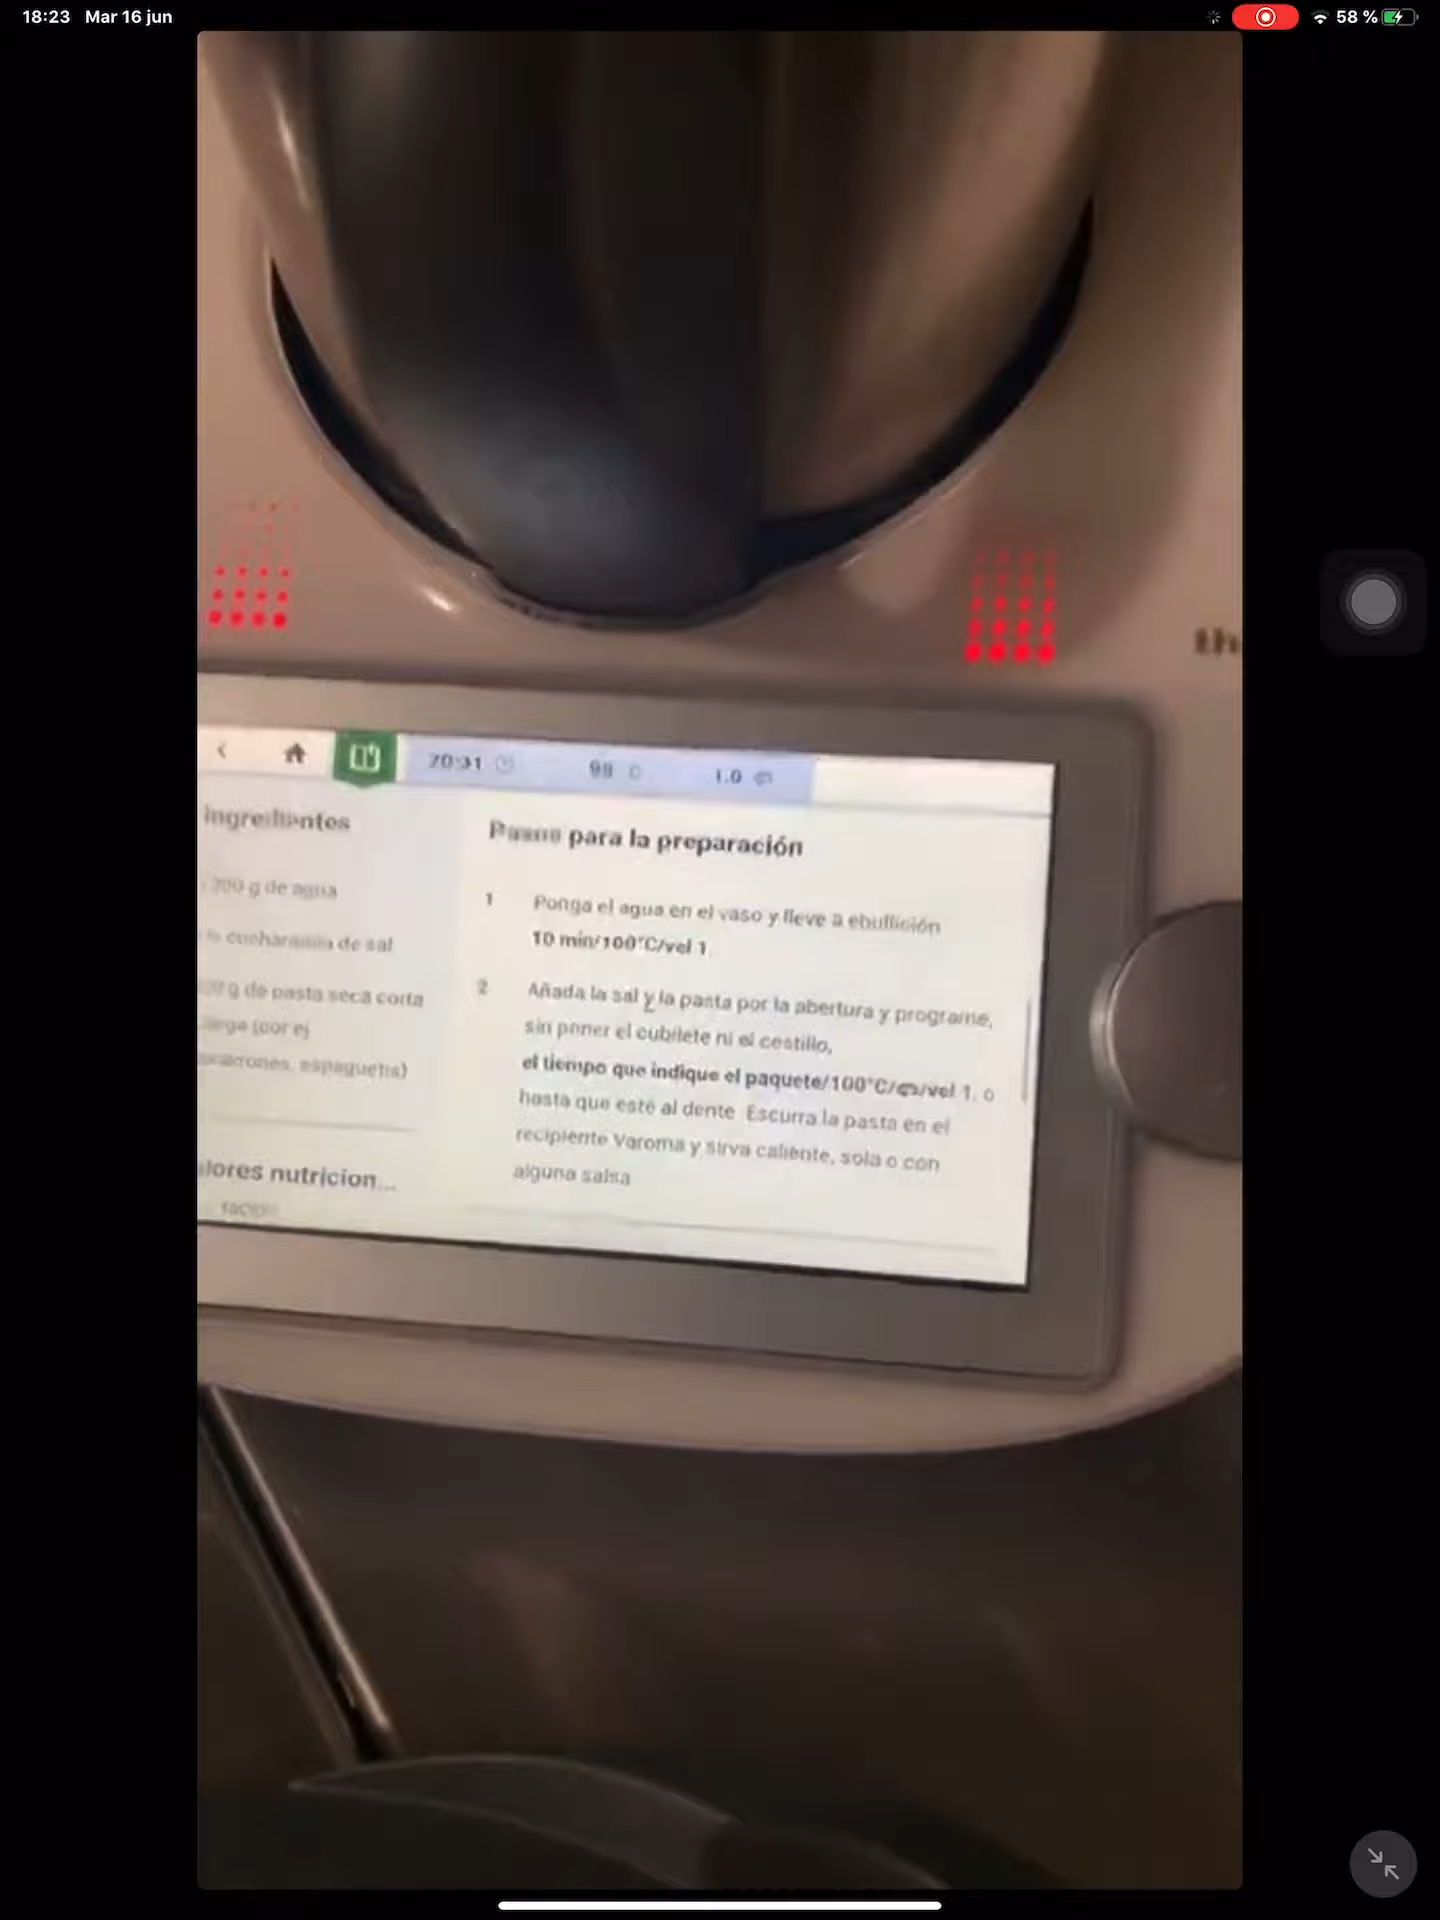 18:23 Mar 16 jun
58 %
th
98
1.0
ingredientes
Pasos para la preparación
g de agua
1 Ponga el agua en el vaso y lleve a ebullición
10 min/100°C/vel 1
de sal
2 Añada la sal y la pasta por la abertura y programe,
g de pasta seca corta
sin poner el cubilete ni el cestillo,
(por ej
el tiempo que indique el paquete/100°C/ /vel 1, o
espaguetis)
hasta que esté al dente Escurra la pasta en el
recipiente Varoma y sirva caliente, sola o con
lores nutricion...
alguna salsa